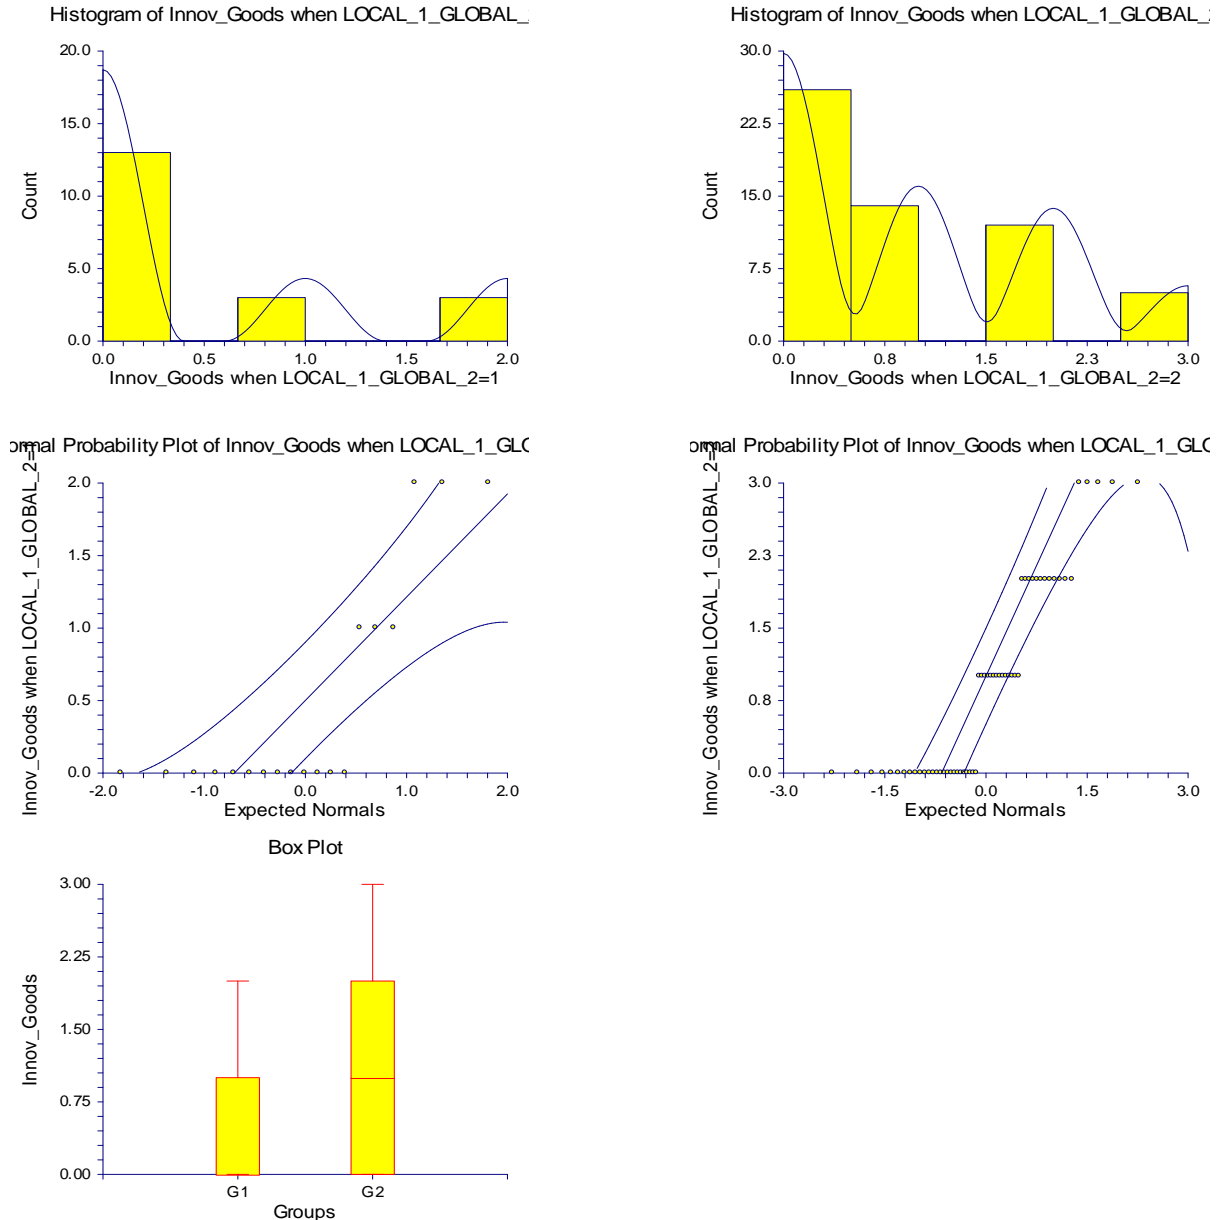 Histogram of Innov_Goods when LOCAL_1_GLOBAL_
20.0
15.0
10.0
5.0
0.0
Count
0.0 0.5 1.0 1.5 2.0
Innov_Goods when LOCAL_1_GLOBAL_2=1
Histogram of Innov_Goods when LOCAL_1_GLOBAL_2
30.0
22.5
15.0
7.5
0.0
Count
0.0 0.8 1.5 2.3 3.0
Innov_Goods when LOCAL_1_GLOBAL_2=2
ormal Probability Plot of Innov_Goods when LOCAL_1_GLO
2.0
1.5
1.0
0.5
0.0
Innov_Goods when LOCAL_1_GLOBAL_2=1
-2.0 -1.0 0.0 1.0 2.0
Expected Normals
ormal Probability Plot of Innov_Goods when LOCAL_1_GLO
3.0
2.3
1.5
0.8
0.0
Innov_Goods when LOCAL_1_GLOBAL_2=2
-3.0 -1.5 0.0 1.5 3.0
Expected Normals
Box Plot
3.00
2.25
1.50
0.75
0.00
Innov_Goods
G1 G2
Groups